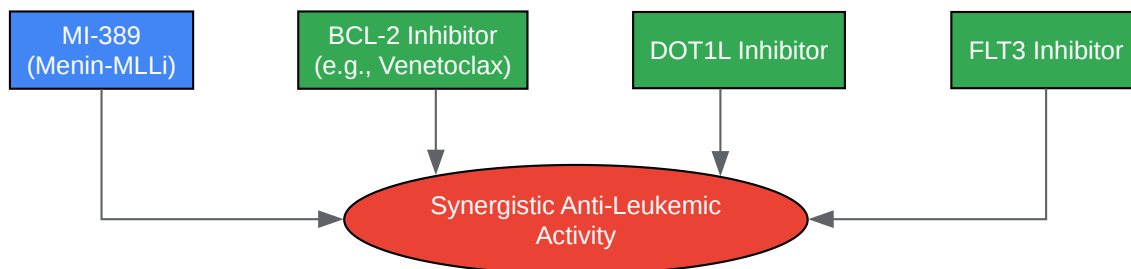 MI-389
(Menin-MLLi)
BCL-2 Inhibitor
(e.g., Venetoclax)
DOT1L Inhibitor
FLT3 Inhibitor
Synergistic Anti-Leukemic
Activity